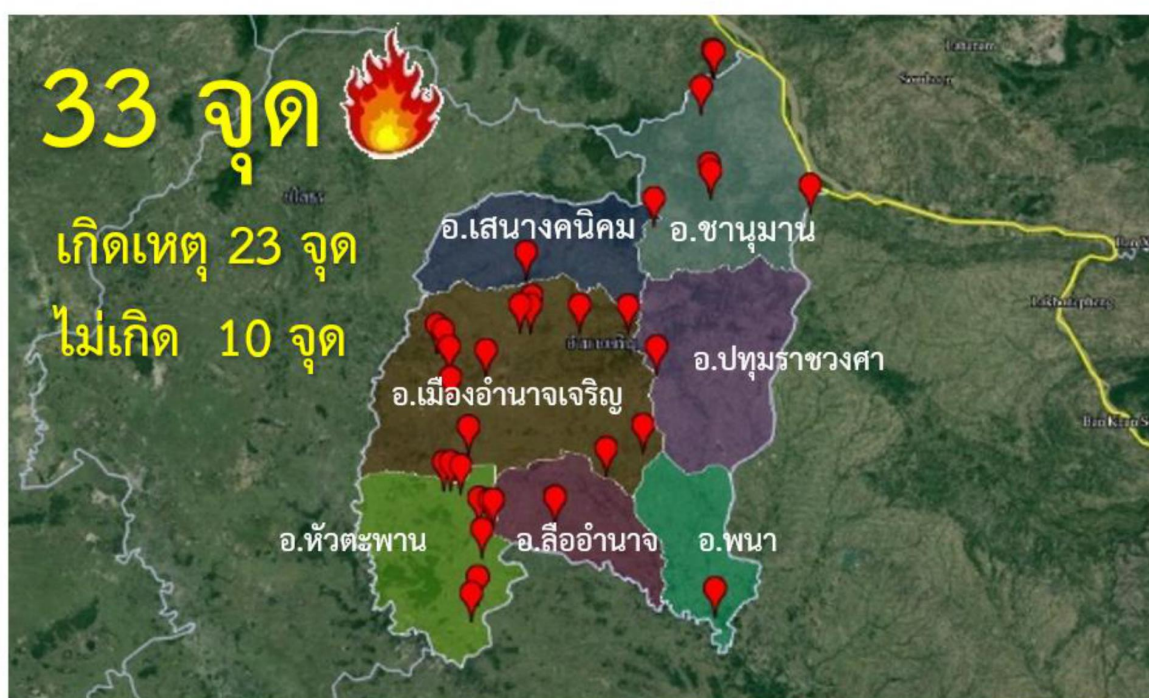 33 จุด
เกิดเหตุ 23 จุด
ไม่เกิด 10 จุด
อ.เสนางคนิคม
อ.ชานุมาน
อ.ปทุมราชวงศา
อ.เมืองอำนาจเจริญ
อ.หัวตะพาน
อ.ลืออำนาจ
อ.พนา